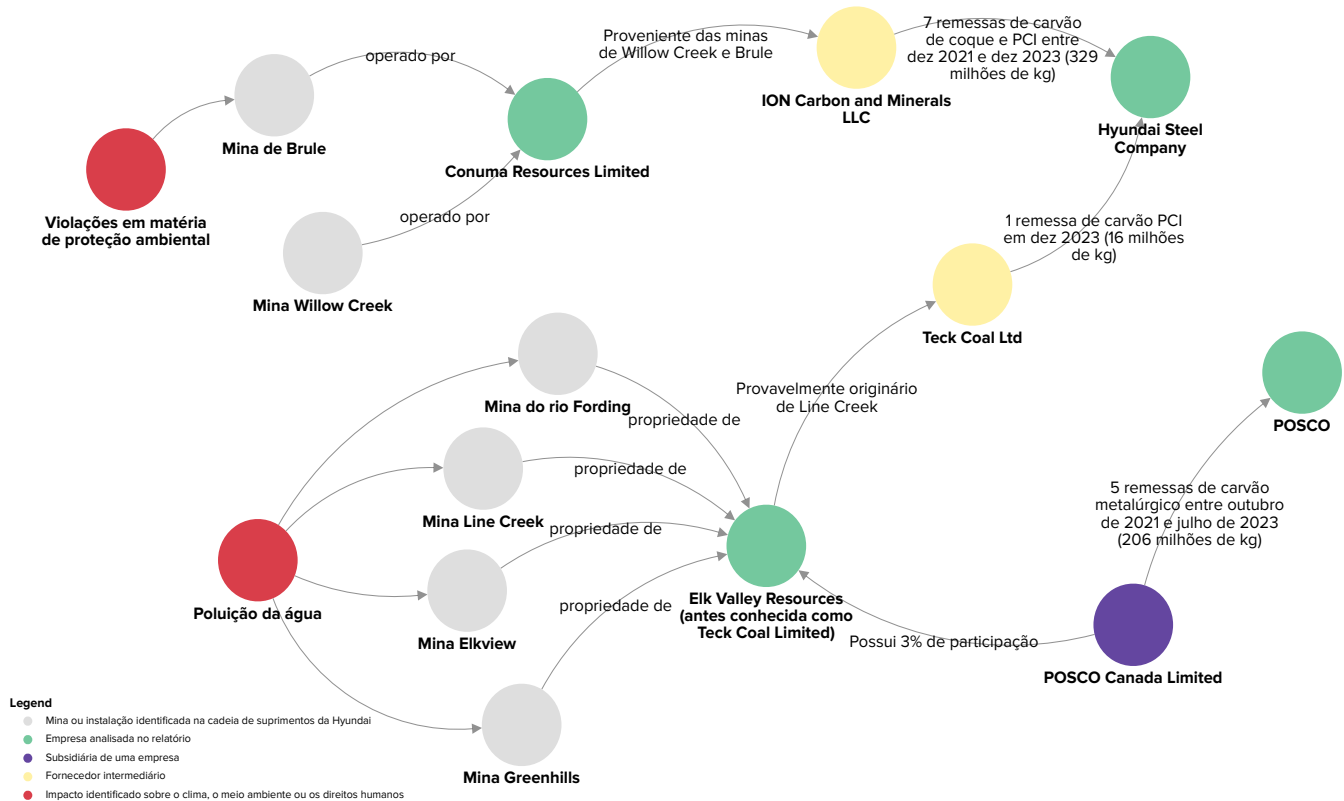 operado por
Mina de Brule
Violações em matéria
de proteção ambiental
operado por
Mina Willow Creek
Conuma Resources Limited
Proveniente das minas
de Willow Creek e Brule
ION Carbon and Minerals
LLC
7 remessas de carvão
de coque e PCI entre
dez 2021 e dez 2023 (329
milhões de kg)
Hyundai Steel
Company
1 remessa de carvão PCI
em dez 2023 (16 milhões
de kg)
Teck Coal Ltd
Provavelmente originário
de Line Creek
Mina do rio Fording
propriedade de
Mina Line Creek
propriedade de
Mina Elkview
propriedade de
Mina Greenhills
propriedade de
Poluição da água
Elk Valley Resources
(antes conhecida como
Teck Coal Limited)
Possui 3% de participação
POSCO
5 remessas de carvão
metalúrgico entre outubro
de 2021 e julho de 2023
(206 milhões de kg)
POSCO Canada Limited
Legend
Mina ou instalação identificada na cadeia de suprimentos da Hyundai
Empresa analisada no relatório
Subsidiária de uma empresa
Fornecedor intermediário
Impacto identificado sobre o clima, o meio ambiente ou os direitos humanos